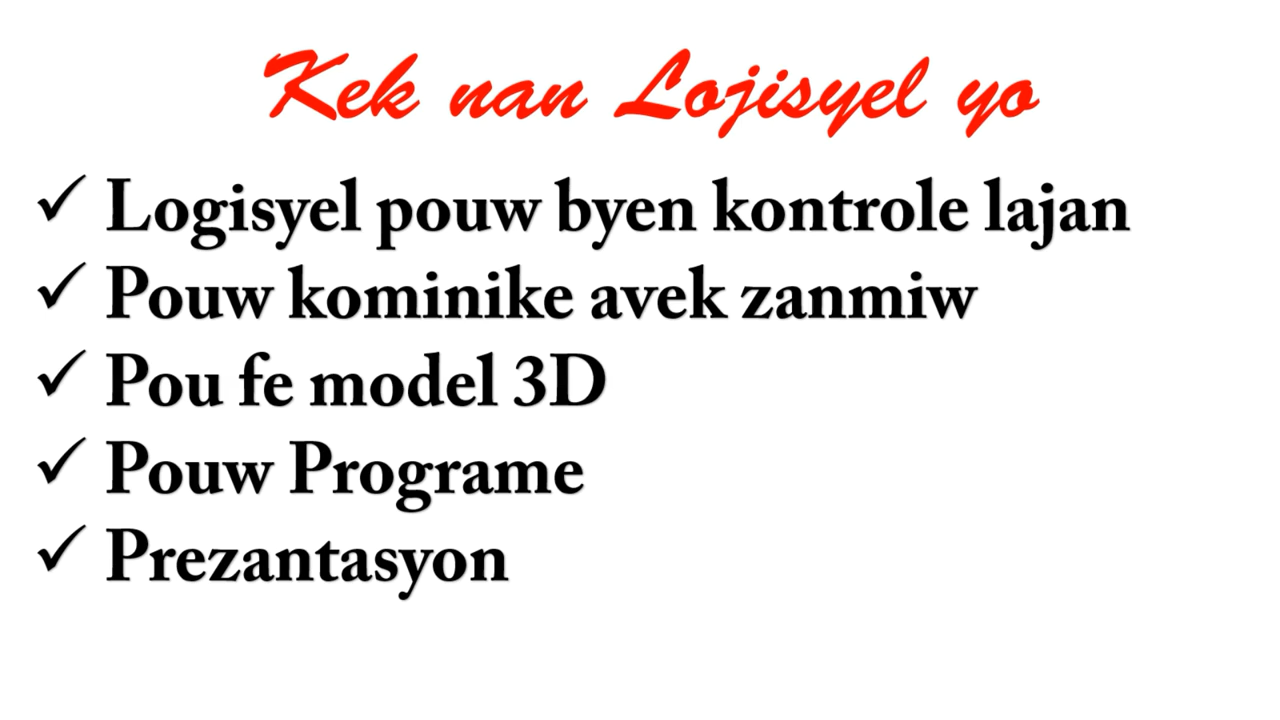 Kek nan Lojisyel yo
✓ Logisyel pouw byen kontrole lajan
✓ Pouw kominike avek zanmiw
✓ Pou fe model 3D
✓ Pouw Programe
✓ Prezantasyon